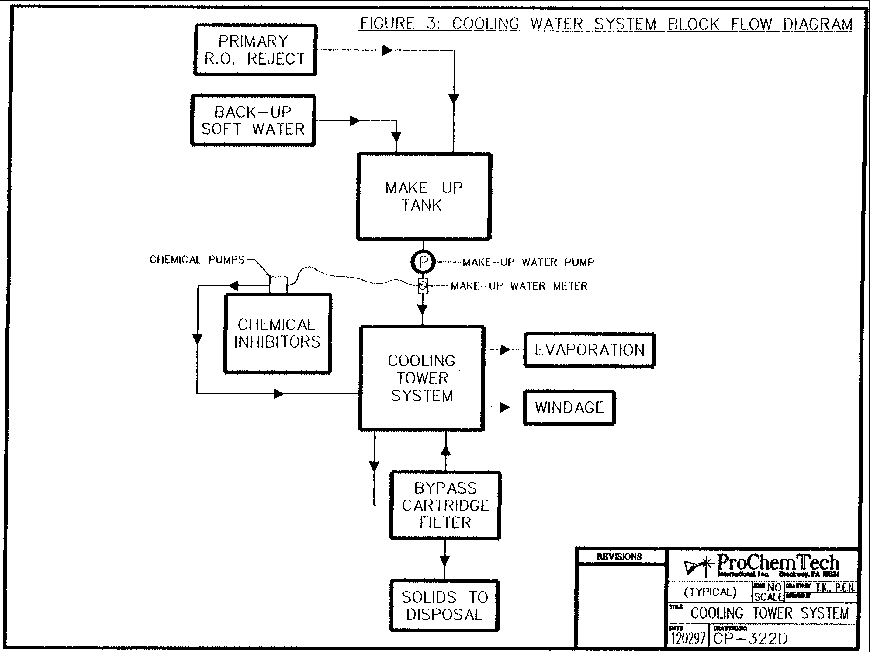 FIGURE 3: COOLING WATER SYSTEM BLOCK FLOW DIAGRAM
PRIMARY
R.O. REJECT
BACK-UP
SOFT WATER
MAKE UP
TANK
CHEMICAL PUMPS
P
MAKE-UP WATER PUMP
MAKE-UP WATER METER
CHEMICAL
INHIBITORS
COOLING
TOWER
SYSTEM
EVAPORATION
WINDAGE
BYPASS
CARTRIDGE
FILTER
SOLIDS TO
DISPOSAL
REVISIONS
ProChemTech
International, Inc. Brockway, PA
(TYPICAL)
NO
SCALE
T.K., P.E.N.
TITLE
COOLING TOWER SYSTEM
DATE
120297
CP-322D